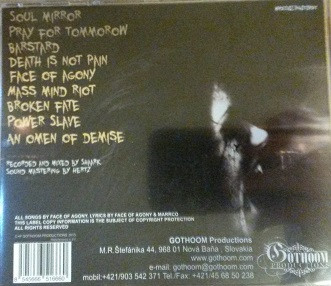 SOUL MIRROR
PRAY FOR TOMMOROW
BARSTARD
DEATH IS NOT PAIN
FACE OF AGONY
MASS MIND RIOT
BROKEN FATE
POWER SLAVE
AN OMEN OF DEMISE
RECORDED AND MIXED BY SHARK
SOUND MASTERING BY HERTZ
ALL SONGS BY FACE OF AGONY. LYRICS BY FACE OF AGONY & MARRCO
THIS LABEL COPY INFORMATION IS THE SUBJECT OF COPYRIGHT PROTECTION
ALL RIGHTS RESERVED
GOTHOOM Productions
M.R.Štefánika 44, 968 01 Nová Baňa , Slovakia
www.gothoom.com
e-mail: gothoom@gothoom.com
mobil:+421/903 542 371 Tel./Fax: +421/45 68 50 238
GOTHOOM
PRODUCTIONS